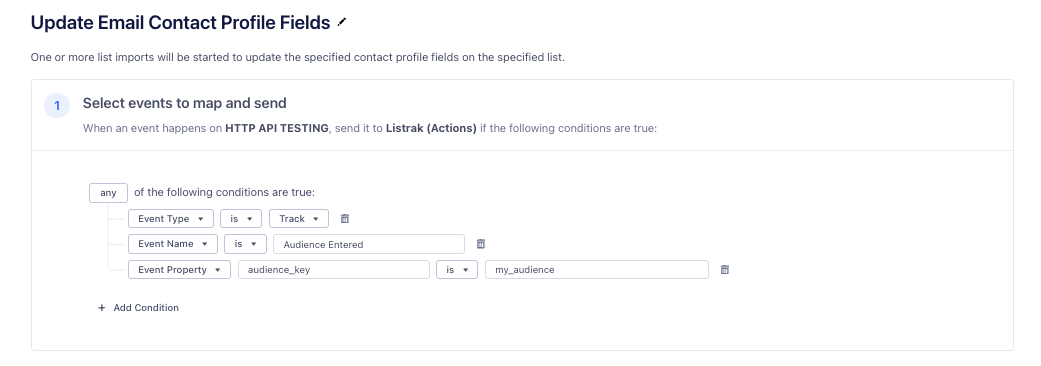 Update Email Contact Profile Fields
One or more list imports will be started to update the specified contact profile fields on the specified list.
1 Select events to map and send
When an event happens on HTTP API TESTING, send it to Listrak (Actions) if the following conditions are true:
any of the following conditions are true:
Event Type is Track
Event Name is Audience Entered
Event Property audience_key is my_audience
+ Add Condition